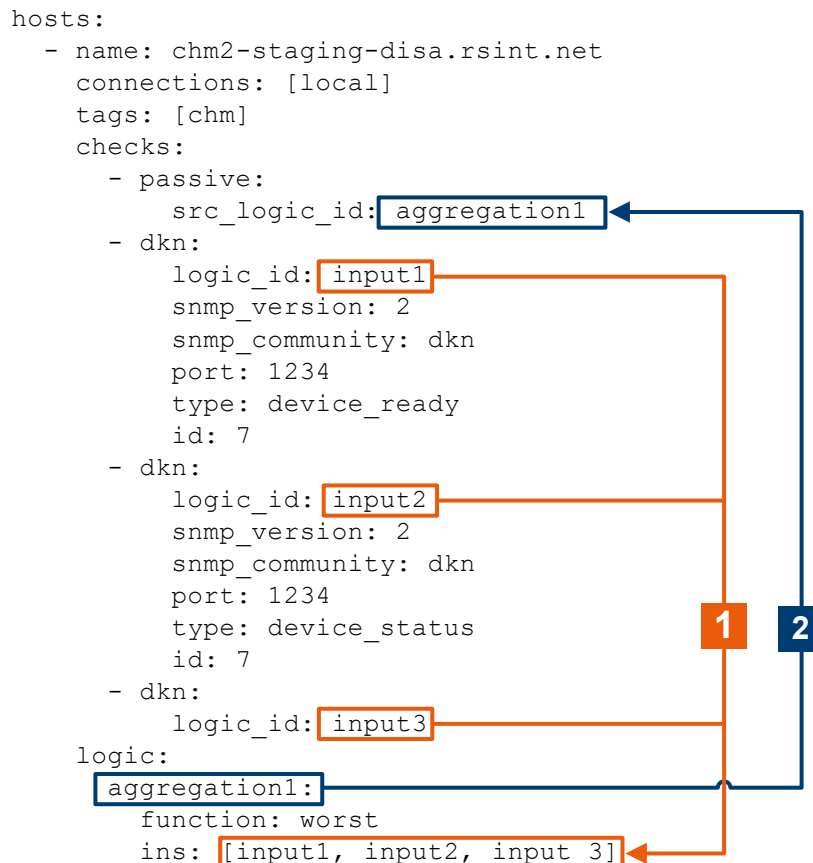 hosts:
  - name: chm2-staging-disa.rsint.net
    connections: [local]
    tags: [chm]
    checks:
      - passive:
          src_logic_id: aggregation1
      - dkn:
          logic_id: input1
          snmp_version: 2
          snmp_community: dkn
          port: 1234
          type: device_ready
          id: 7
      - dkn:
          logic_id: input2
          snmp_version: 2
          snmp_community: dkn
          port: 1234
          type: device_status
          id: 7
      - dkn:
          logic_id: input3
    logic:
      aggregation1:
        function: worst
        ins: [input1, input2, input 3]
1
2